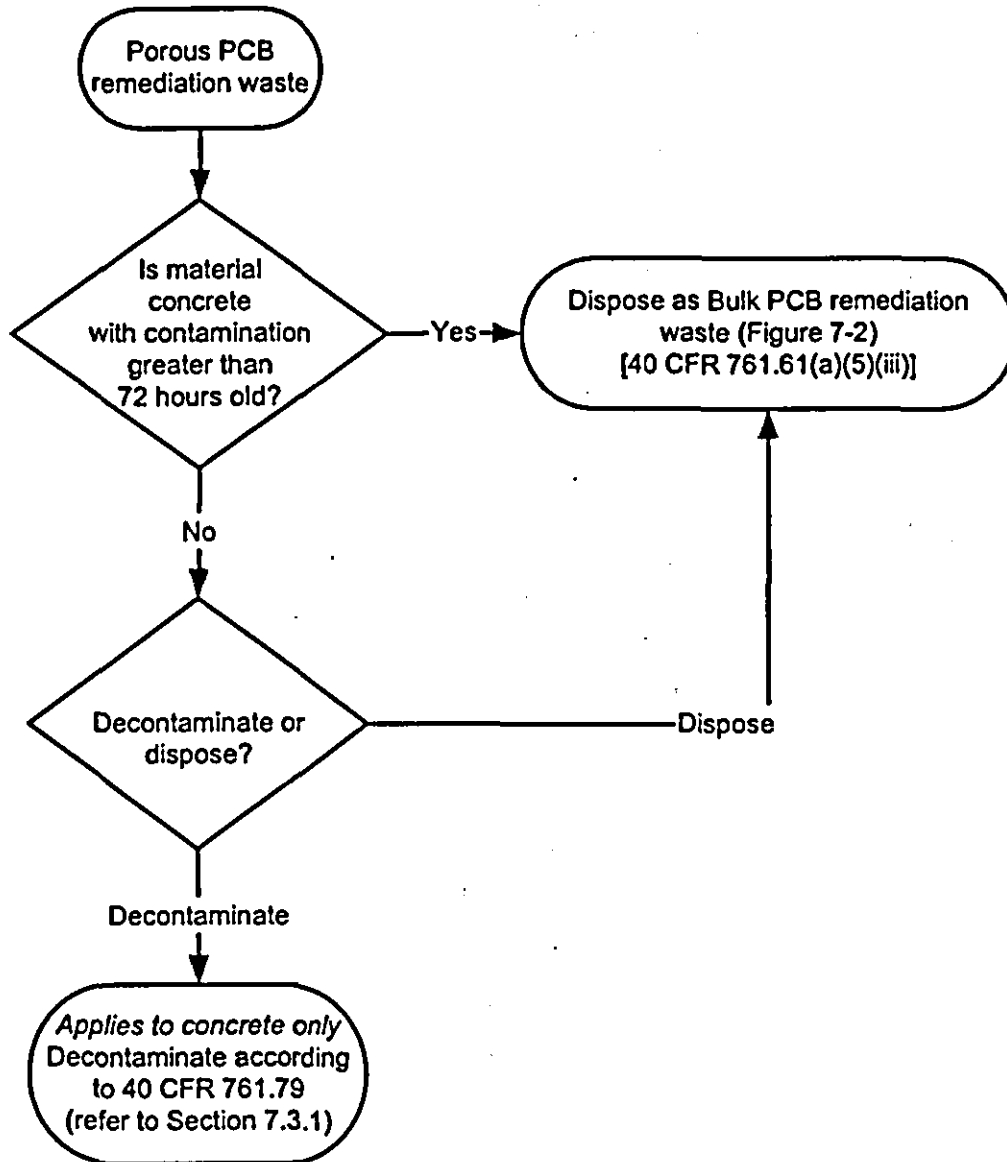 Porous PCB
remediation waste
Is material
concrete
with contamination
greater than
72 hours old?
Yes
Dispose as Bulk PCB remediation
waste (Figure 7-2)
[40 CFR 761.61(a)(5)(iii)]
No
Decontaminate or
dispose?
Dispose
Decontaminate
Applies to concrete only
Decontaminate according
to 40 CFR 761.79
(refer to Section 7.3.1)